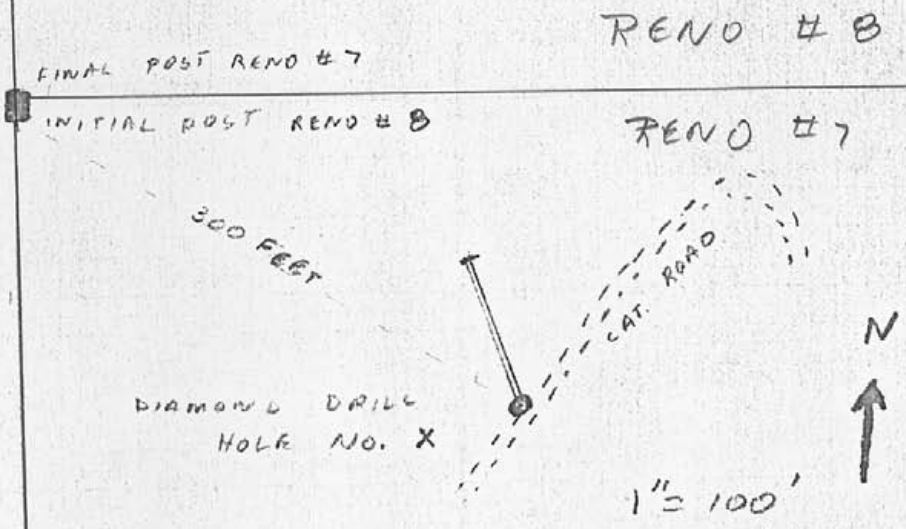 RENO # 8
FINAL POST RENO # 7
INITIAL POST RENO # 8
RENO # 7
300 FEET
CAT. ROAD
N
DIAMOND DRILL
HOLE NO. X
1" = 100'